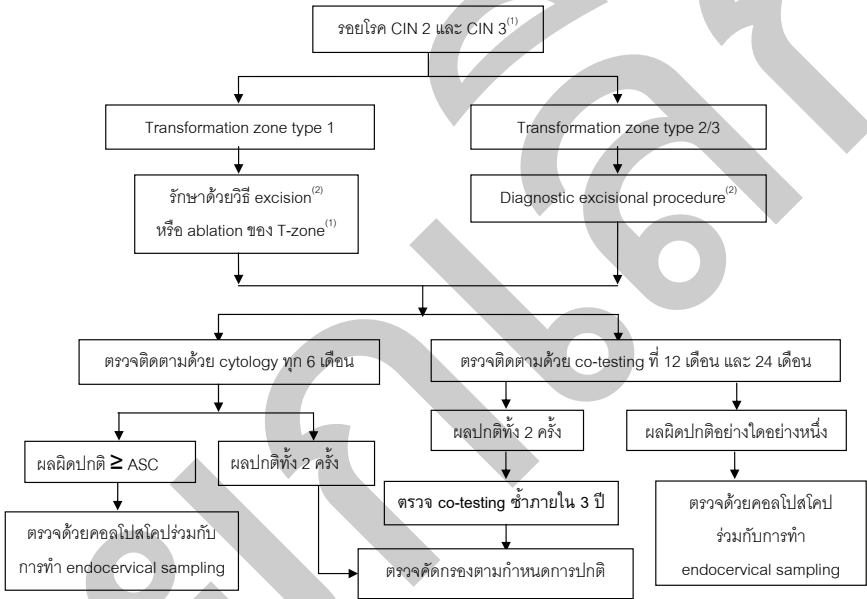 รอยโรค CIN 2 และ CIN 3(1)
Transformation zone type 1
Transformation zone type 2/3
รักษาด้วยวิธี excision(2)
หรือ ablation ของ T-zone(1)
Diagnostic excisional procedure(2)
ตรวจติดตามด้วย cytology ทุก 6 เดือน
ตรวจติดตามด้วย co-testing ที่ 12 เดือน และ 24 เดือน
ผลผิดปกติ ≥ ASC
ผลปกติทั้ง 2 ครั้ง
ผลปกติทั้ง 2 ครั้ง
ผลผิดปกติอย่างใดอย่างหนึ่ง
ตรวจ co-testing ซ้ำภายใน 3 ปี
ตรวจด้วยคอลโปสโคปร่วมกับ
การทำ endocervical sampling
ตรวจคัดกรองตามกำหนดการปกติ
ตรวจด้วยคอลโปสโคป
ร่วมกับการทำ
endocervical sampling